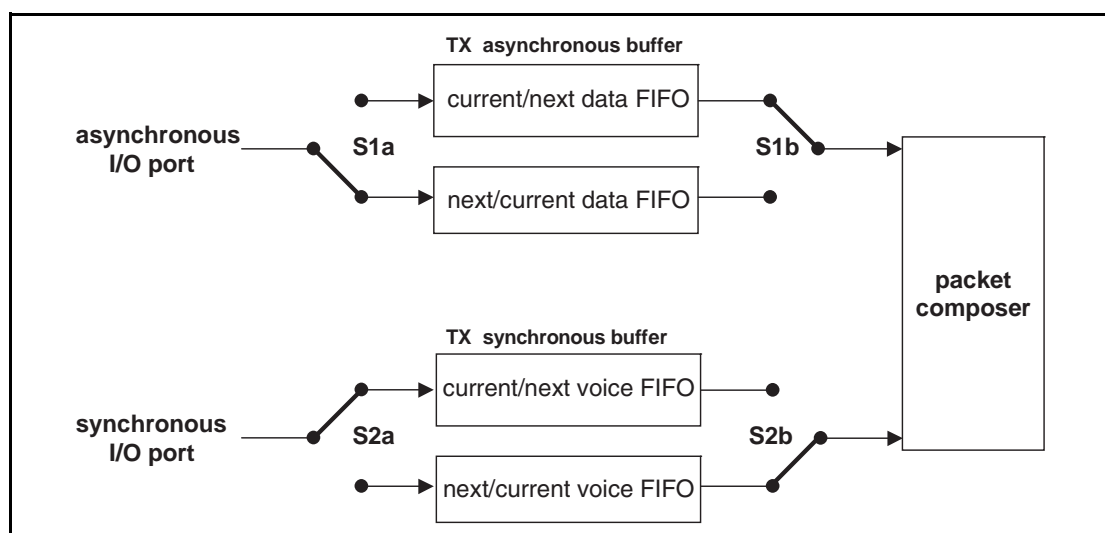 TX asynchronous buffer
current/next data FIFO
asynchronous
I/O port
S1a
S1b
next/current data FIFO
packet
composer
TX synchronous buffer
current/next voice FIFO
synchronous
I/O port
S2a
S2b
next/current voice FIFO